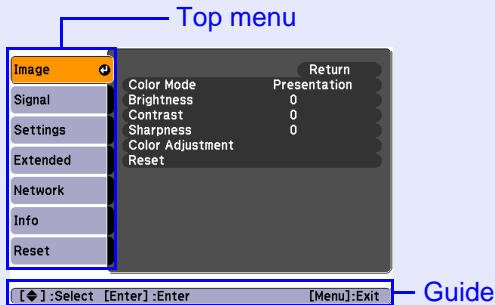 Top menu
Image
Signal
Settings
Extended
Network
Info
Reset
Return
Color Mode Presentation
Brightness 0
Contrast 0
Sharpness 0
Color Adjustment
Reset
[◆] :Select [Enter] :Enter [Menu]:Exit
Guide